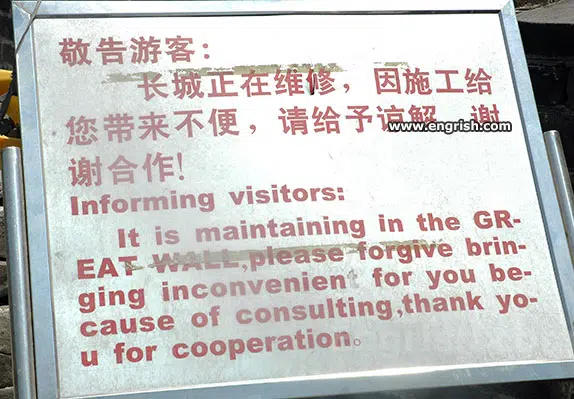 敬告游客：
长城正在维修，因施工给
您带来不便，请给予谅解，谢
谢合作！
www.engrish.com
Informing visitors:
It is maintaining in the GR-
EAT WALL,please forgive brin-
ging inconvenient for you be-
cause of consulting,thank yo-
u for cooperation。